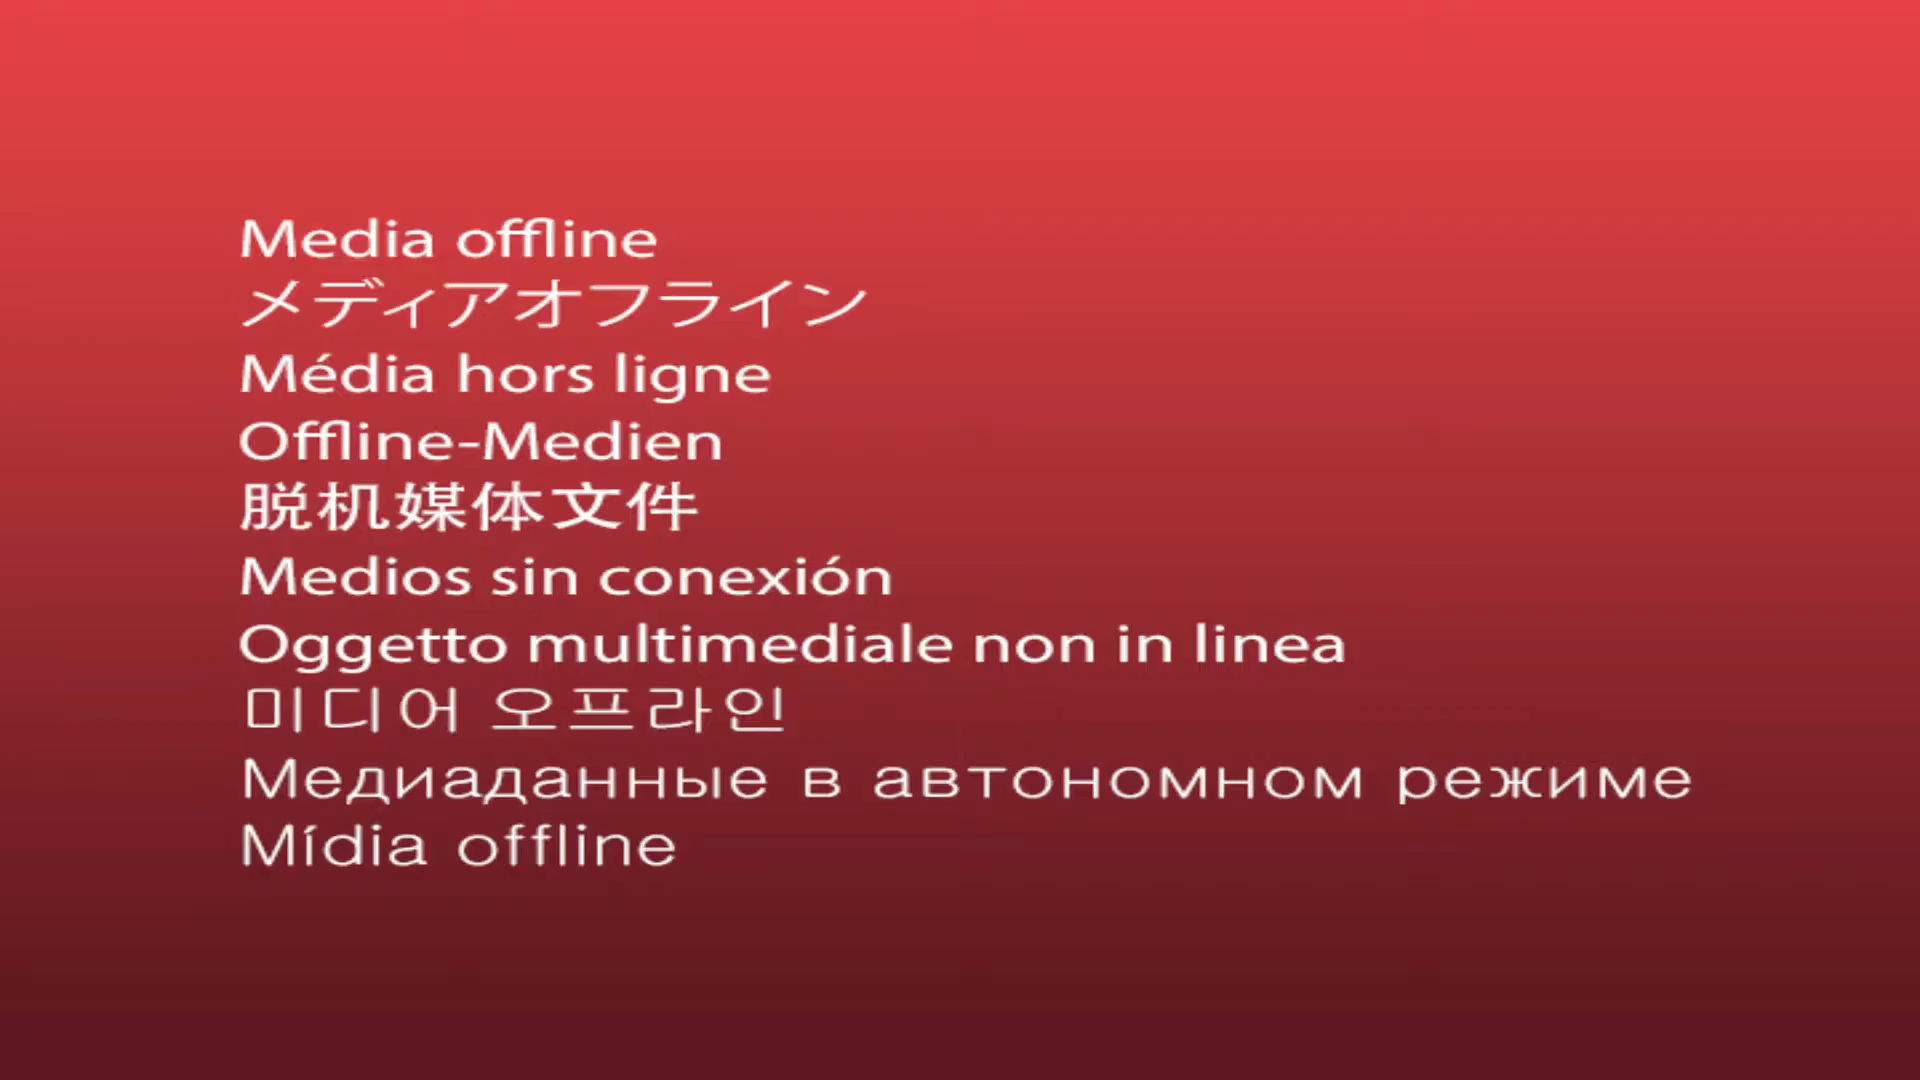 Media offline
メディアオフライン
Média hors ligne
Offline-Medien
脱机媒体文件
Medios sin conexión
Oggetto multimediale non in linea
미디어 오프라인
Медиаданные в автономном режиме
Mídia offline